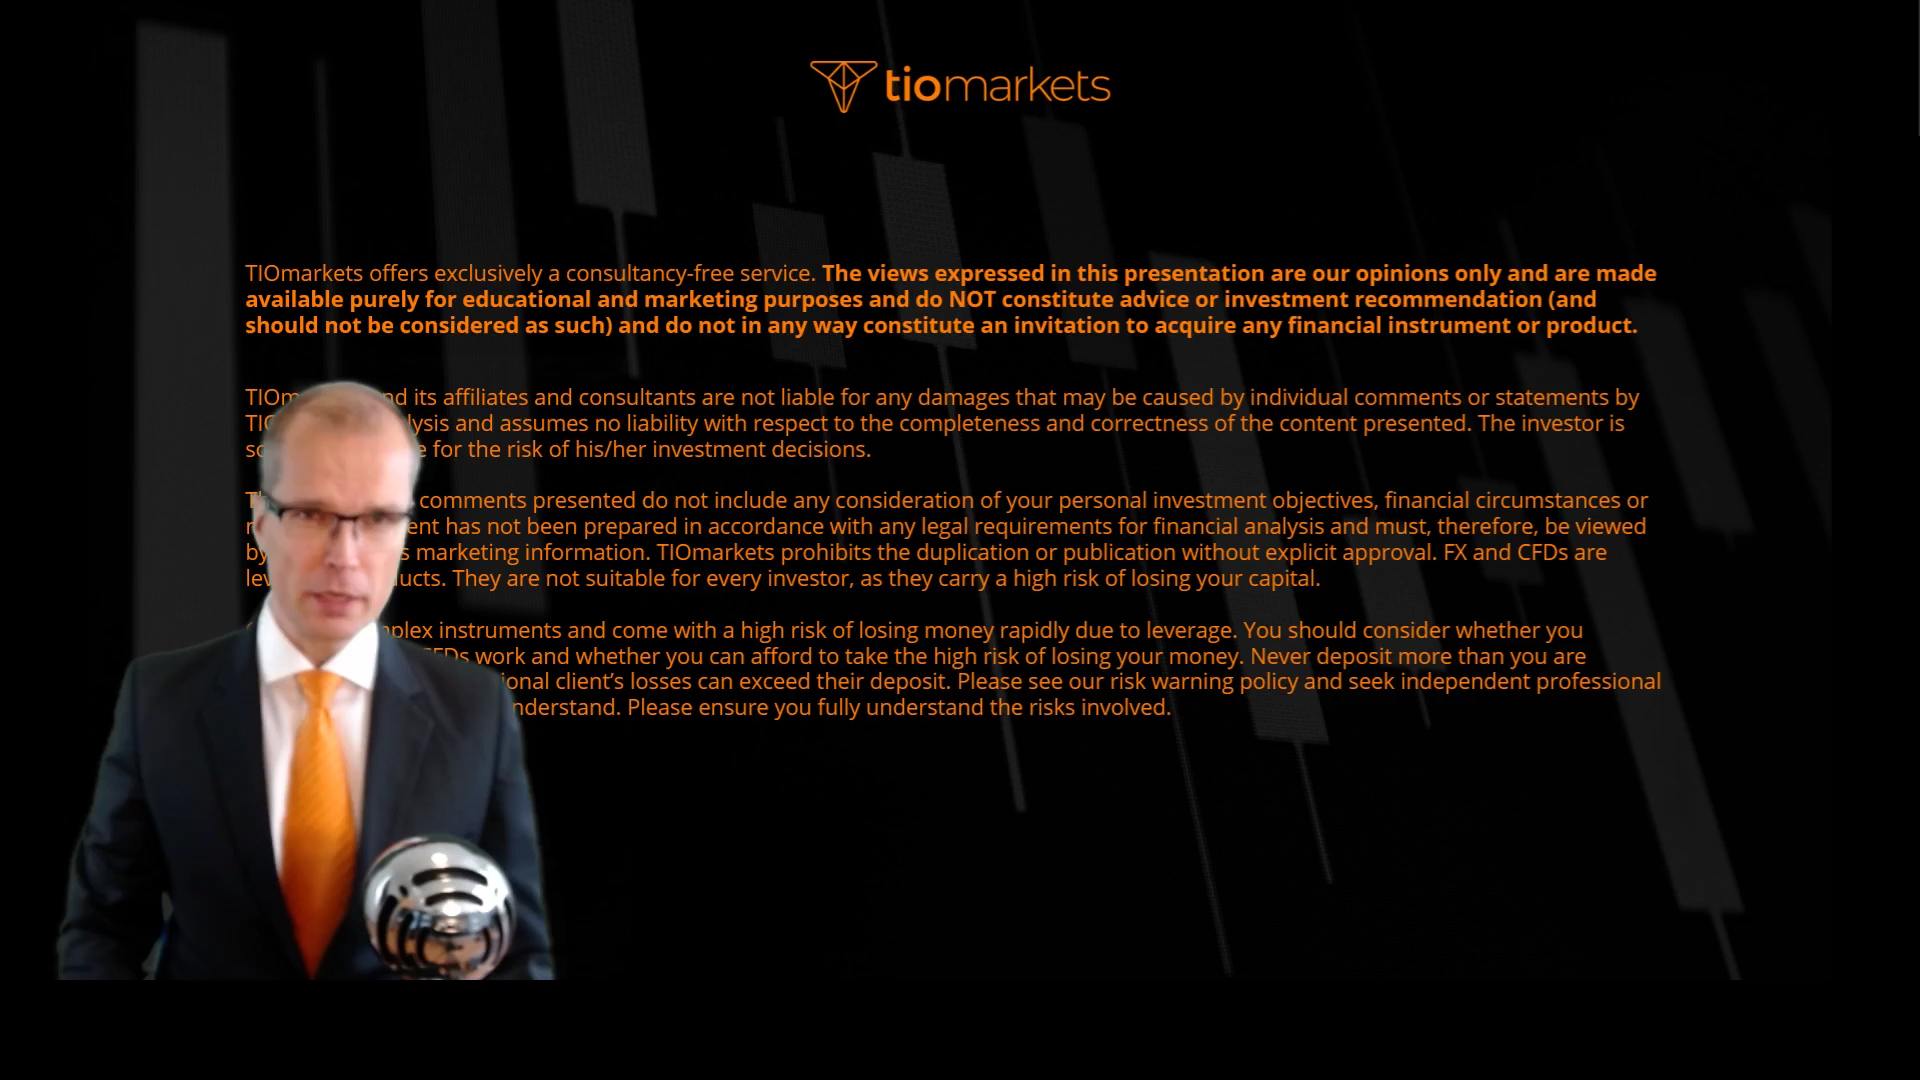 tiomarkets
TIOmarkets offers exclusively a consultancy-free service. The views expressed in this presentation are our opinions only and are made
available purely for educational and marketing purposes and do NOT constitute advice or investment recommendation (and
should not be considered as such) and do not in any way constitute an invitation to acquire any financial instrument or product.
its affiliates and consultants are not liable for any damages that may be caused by individual comments or statements by
and assumes no liability with respect to the completeness and correctness of the content presented. The investor is
for the risk of his/her investment decisions.
comments presented do not include any consideration of your personal investment objectives, financial circumstances or
has not been prepared in accordance with any legal requirements for financial analysis and must, therefore, be viewed
by marketing information. TIOmarkets prohibits the duplication or publication without explicit approval. FX and CFDs are
They are not suitable for every investor, as they carry a high risk of losing your capital.
instruments and come with a high risk of losing money rapidly due to leverage. You should consider whether you
CFDs work and whether you can afford to take the high risk of losing your money. Never deposit more than you are
client's losses can exceed their deposit. Please see our risk warning policy and seek independent professional
Please ensure you fully understand the risks involved.